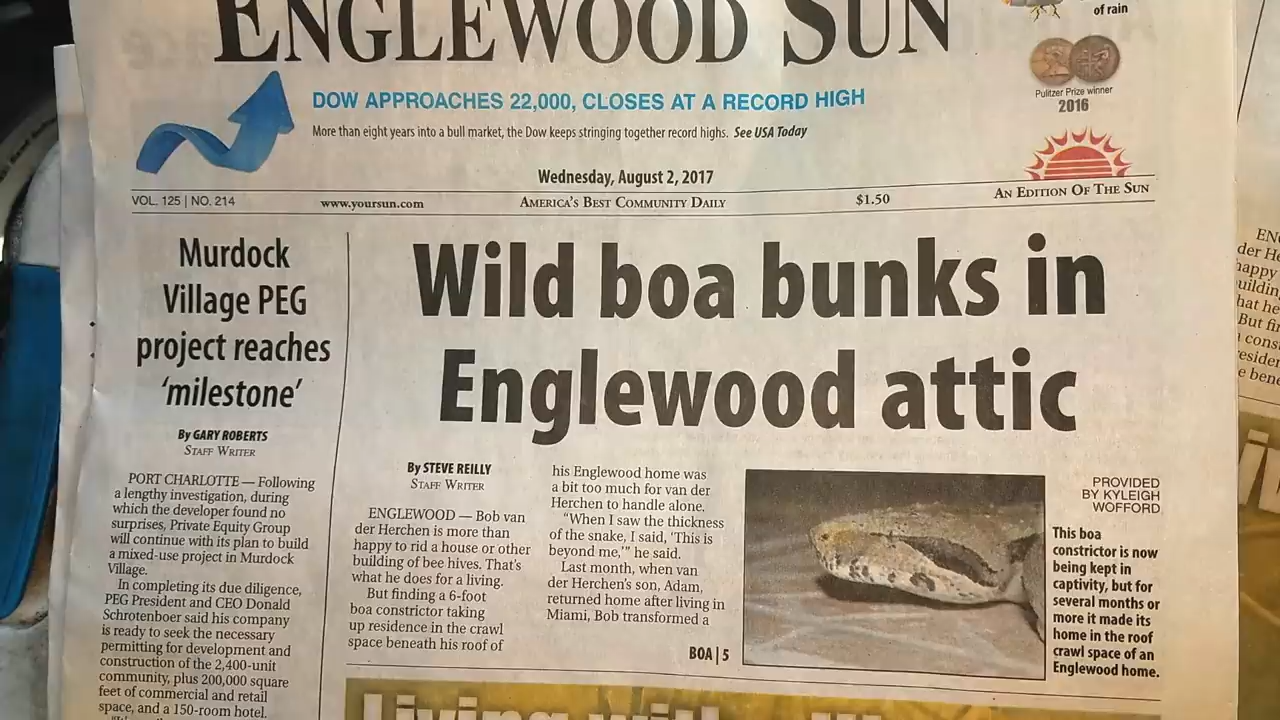 ENGLEWOOD SUN
of rain
Pulitzer Prize winner
2016
DOW APPROACHES 22,000, CLOSES AT A RECORD HIGH
More than eight years into a bull market, the Dow keeps stringing together record highs. See USA Today
Wednesday, August 2, 2017
VOL. 125 | NO. 214
www.yoursun.com
AMERICA'S BEST COMMUNITY DAILY
$1.50
AN EDITION OF THE SUN
Murdock
Village PEG
project reaches
‘milestone’
By GARY ROBERTS
STAFF WRITER
PORT CHARLOTTE — Following
a lengthy investigation, during
which the developer found no
surprises, Private Equity Group
will continue with its plan to build
a mixed-use project in Murdock
Village.
In completing its due diligence,
PEG President and CEO Donald
Schrotenboer said his company
is ready to seek the necessary
permitting for development and
construction of the 2,400-unit
community, plus 200,000 square
feet of commercial and retail
space, and a 150-room hotel.
Wild boa bunks in
Englewood attic
By STEVE REILLY
STAFF WRITER
ENGLEWOOD — Bob van
der Herchen is more than
happy to rid a house or other
building of bee hives. That's
what he does for a living.
But finding a 6-foot
boa constrictor taking
up residence in the crawl
space beneath his roof of
his Englewood home was
a bit too much for van der
Herchen to handle alone.
“When I saw the thickness
of the snake, I said, ‘This is
beyond me,’” he said.
Last month, when van
der Herchen's son, Adam,
returned home after living in
Miami, Bob transformed a
BOA | 5
PROVIDED
BY KYLEIGH
WOFFORD
This boa
constrictor is now
being kept in
captivity, but for
several months or
more it made its
home in the roof
crawl space of an
Englewood home.
Living